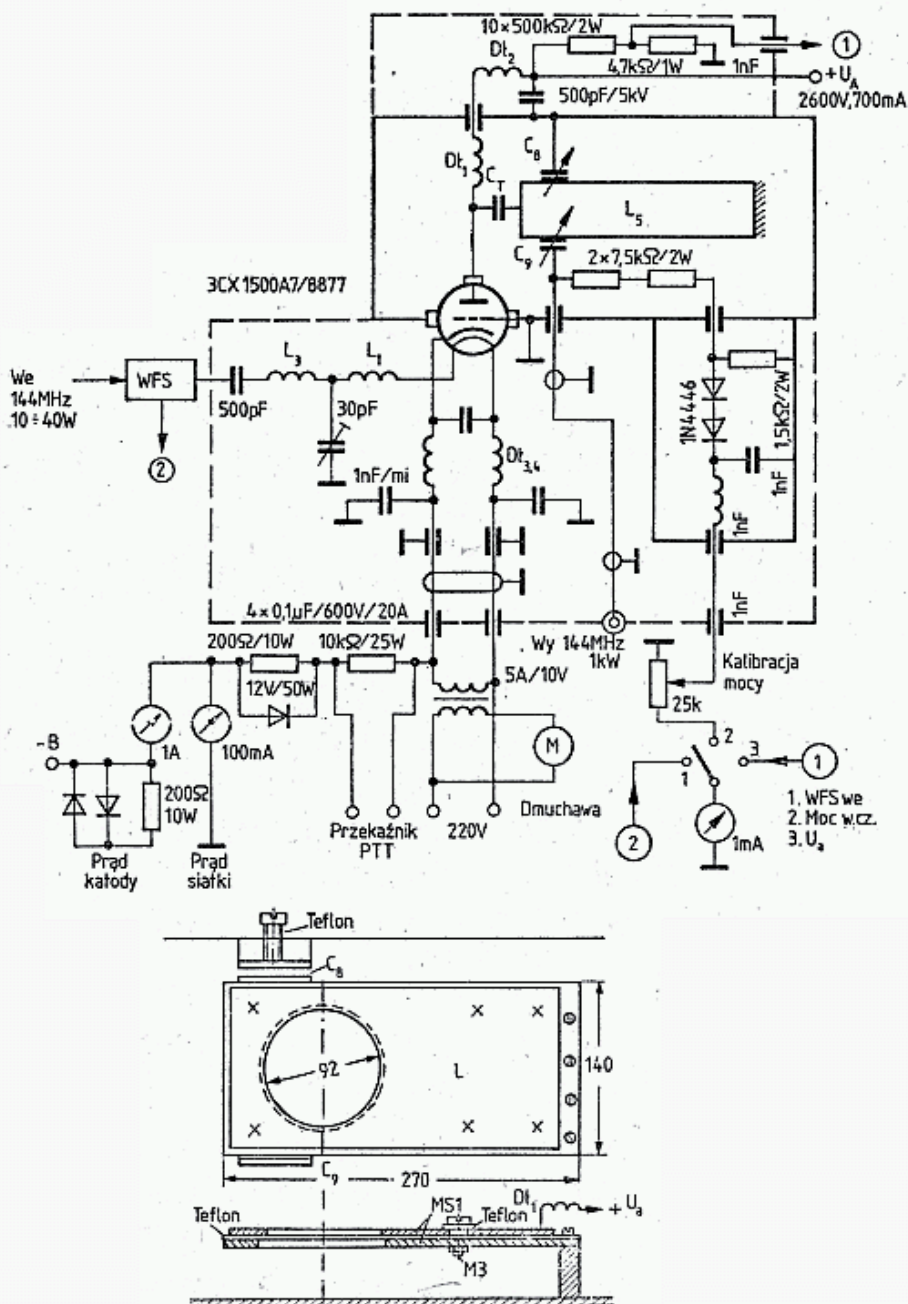 10×500kΩ/2W
Dł₂
4,7kΩ/1W
1nF
1
+U_A
2600V,700mA
500pF/5kV
Dł₁
C_T
C₈
L₅
C₉
2×7,5kΩ/2W
3CX1500A7/8877
We
144MHz
10÷40W
WFS
2
500pF
L₃
L₁
30pF
1nF/mi
Dł₃,₄
1N4446
1,5kΩ/2W
1nF
1nF
1nF
4×0,1μF/600V/20A
200Ω/10W
10kΩ/25W
12V/50W
Wy 144MHz
1kW
5A/10V
Kalibracja
mocy
25k
-B
1A
100mA
200Ω
10W
M
Dmuchawa
220V
Przekaźnik
PTT
Prąd
katody
Prąd
siatki
2
1
3
1
2
1mA
1. WFS we
2. Moc w.cz.
3. Uₐ
Teflon
C₈
92
L
140
C₉
270
Dł₁
+Uₐ
Teflon
MS1
Teflon
M3